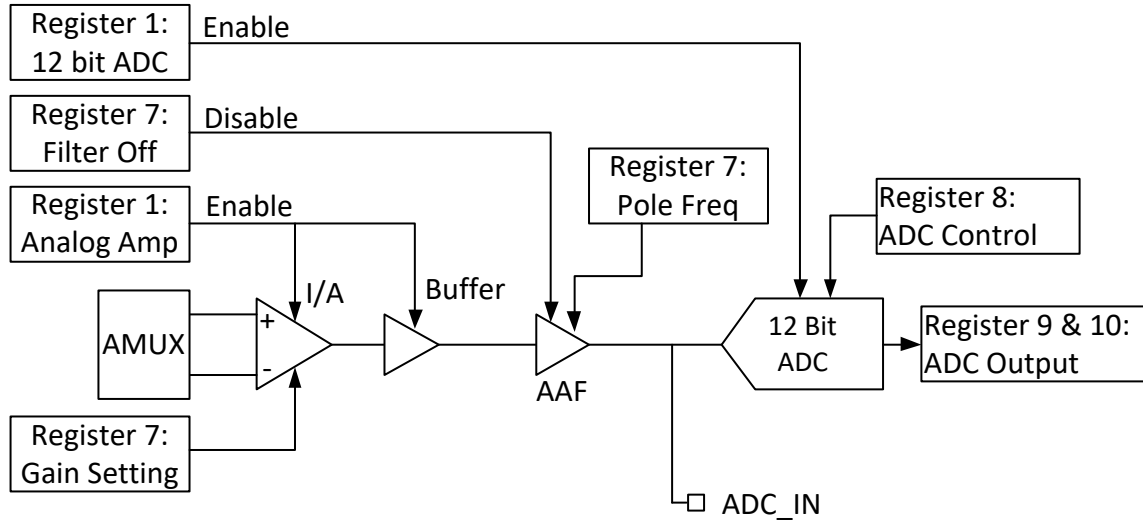 Register 1:
12 bit ADC
Enable
Register 7:
Filter Off
Disable
Register 7:
Pole Freq
Register 1:
Analog Amp
Enable
Register 8:
ADC Control
I/A
Buffer
AMUX
+
-
AAF
12 Bit
ADC
Register 9 & 10:
ADC Output
Register 7:
Gain Setting
ADC_IN